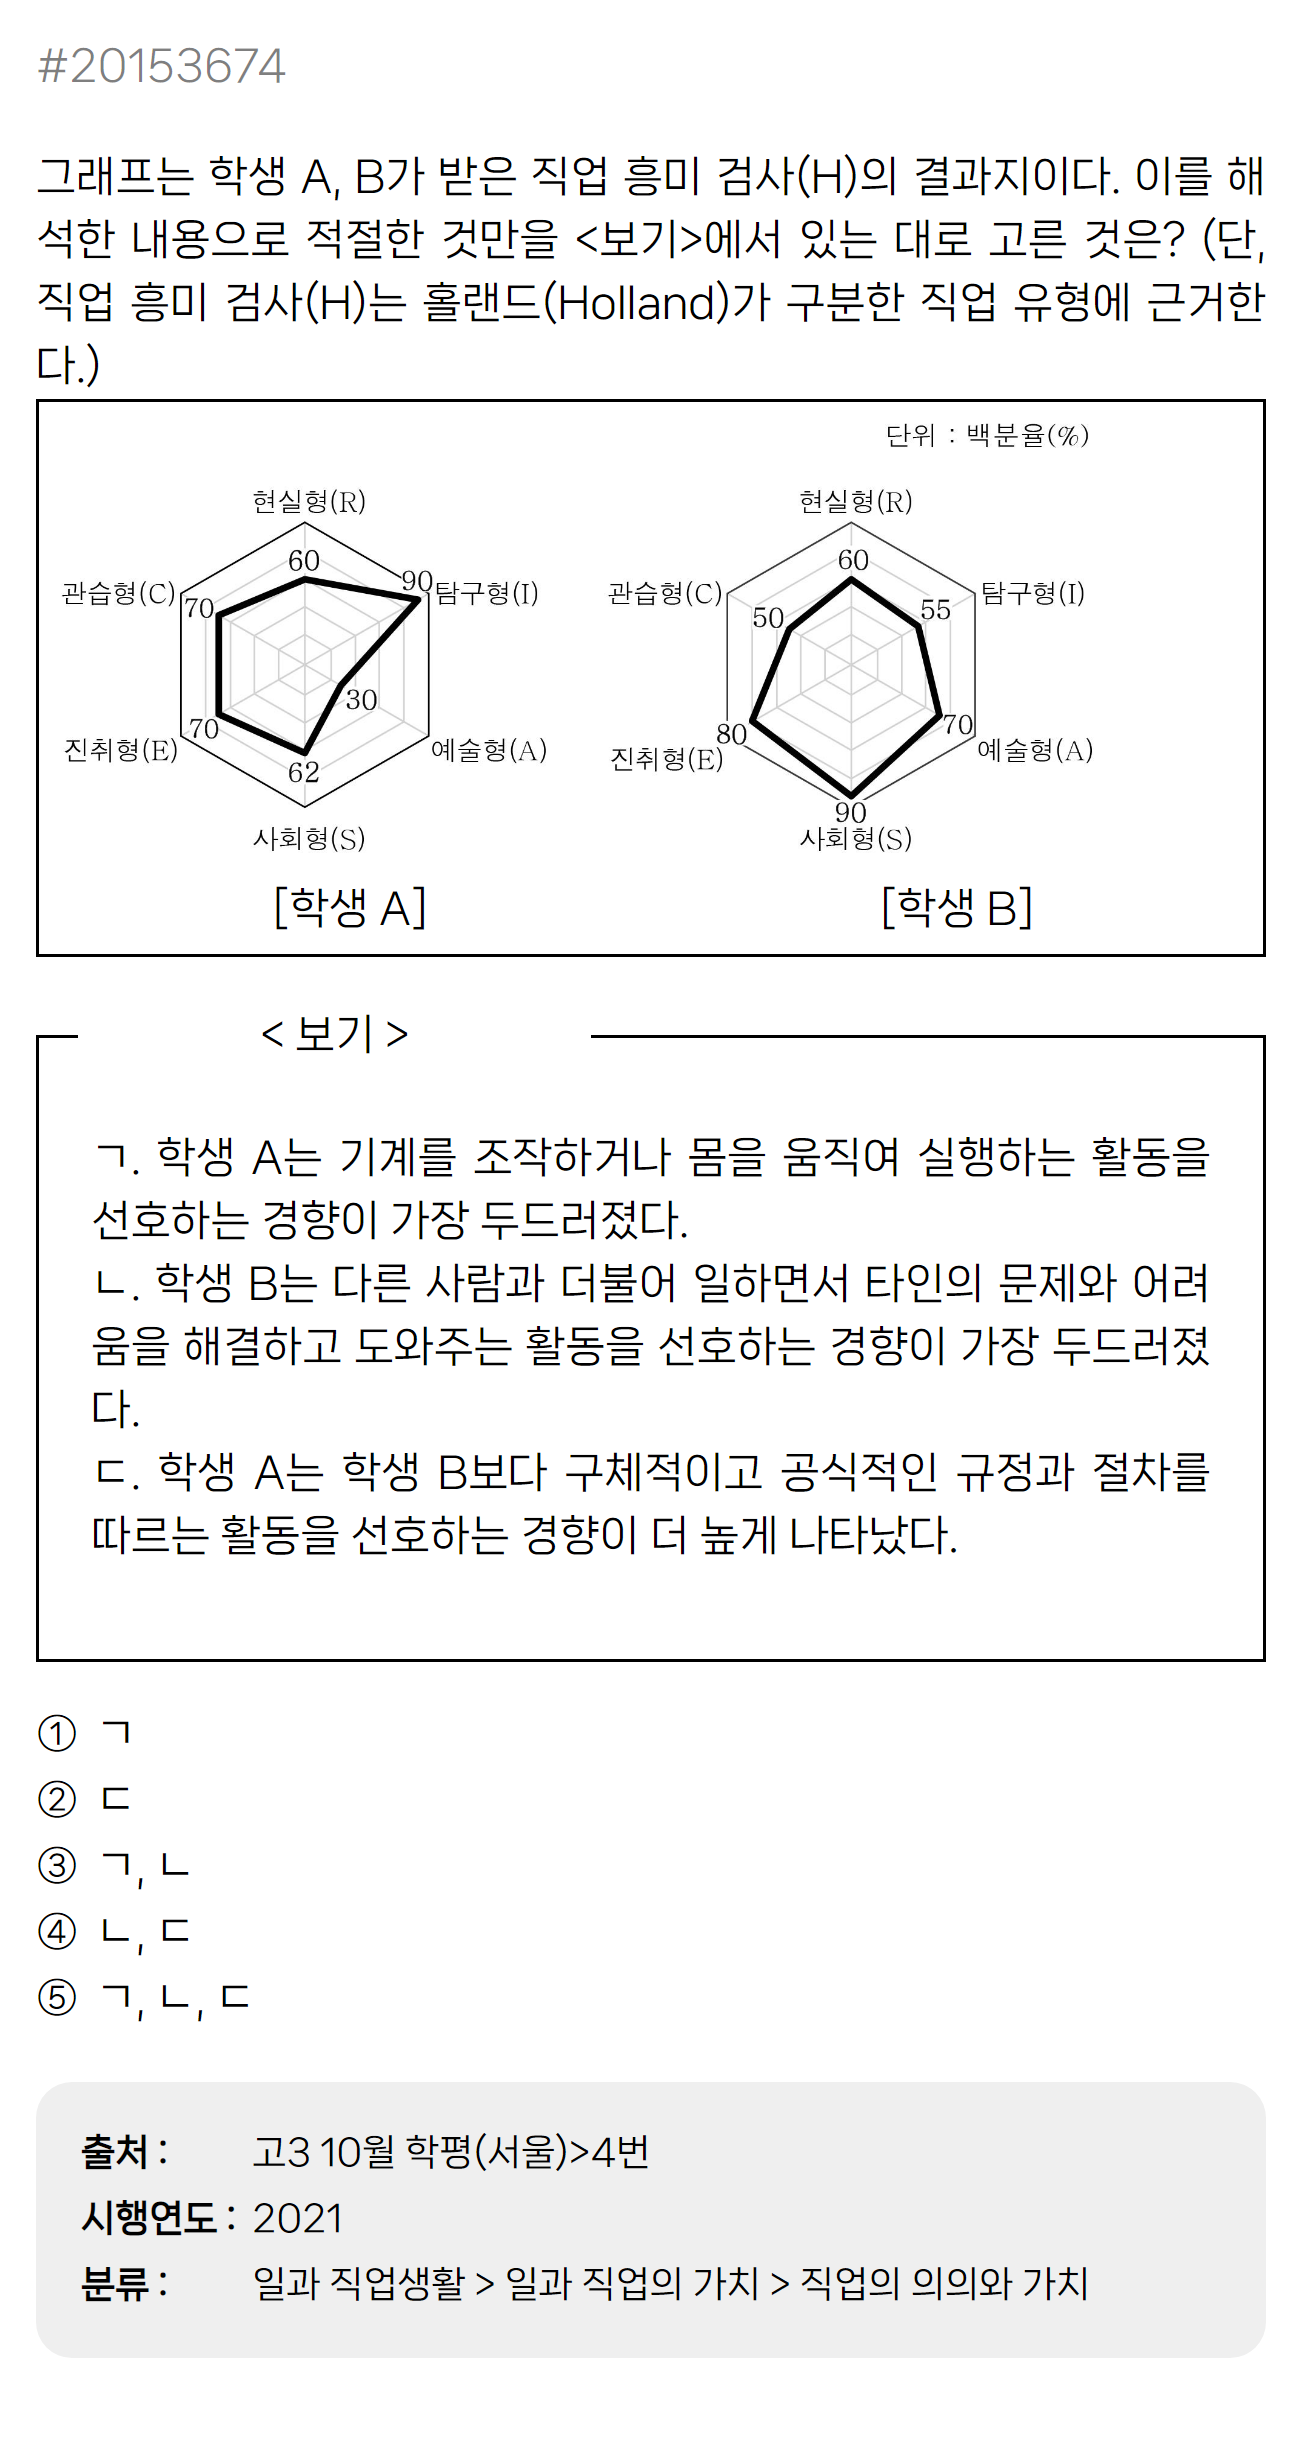 #20153674
그래프는 학생 A, B가 받은 직업 흥미 검사(H)의 결과지이다. 이를 해
석한 내용으로 적절한 것만을 <보기>에서 있는 대로 고른 것은? (단,
직업 흥미 검사(H)는 홀랜드(Holland)가 구분한 직업 유형에 근거한
다.)
단위 : 백분율(%)
현실형(R)
60
관습형(C)
70
90
탐구형(I)
30
70
진취형(E)
예술형(A)
62
사회형(S)
[학생 A]
현실형(R)
60
관습형(C)
50
55
탐구형(I)
70
80
진취형(E)
예술형(A)
90
사회형(S)
[학생 B]
< 보기 >
ㄱ. 학생 A는 기계를 조작하거나 몸을 움직여 실행하는 활동을
선호하는 경향이 가장 두드러졌다.
ㄴ. 학생 B는 다른 사람과 더불어 일하면서 타인의 문제와 어려
움을 해결하고 도와주는 활동을 선호하는 경향이 가장 두드러졌
다.
ㄷ. 학생 A는 학생 B보다 구체적이고 공식적인 규정과 절차를
따르는 활동을 선호하는 경향이 더 높게 나타났다.
① ㄱ
② ㄷ
③ ㄱ, ㄴ
④ ㄴ, ㄷ
⑤ ㄱ, ㄴ, ㄷ
출처 : 고3 10월 학평(서울)>4번
시행연도 : 2021
분류 : 일과 직업생활 > 일과 직업의 가치 > 직업의 의의와 가치